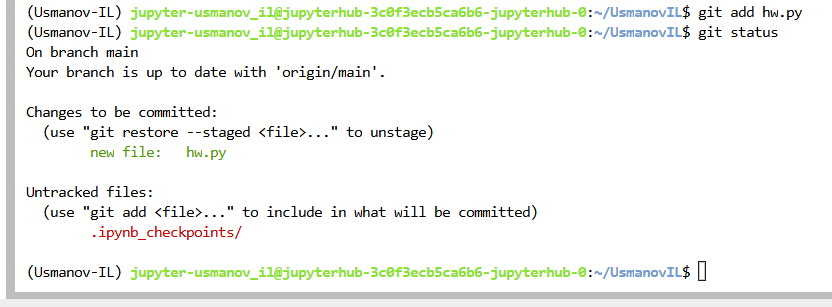 (Usmanov-IL) jupyter-usmanov_il@jupyterhub-3c0f3ecb5ca6b6-jupyterhub-0:~/UsmanovIL$ git add hw.py
(Usmanov-IL) jupyter-usmanov_il@jupyterhub-3c0f3ecb5ca6b6-jupyterhub-0:~/UsmanovIL$ git status
On branch main
Your branch is up to date with 'origin/main'.
Changes to be committed:
(use "git restore --staged <file>..." to unstage)
new file: hw.py
Untracked files:
(use "git add <file>..." to include in what will be committed)
.ipynb_checkpoints/
(Usmanov-IL) jupyter-usmanov_il@jupyterhub-3c0f3ecb5ca6b6-jupyterhub-0:~/UsmanovIL$